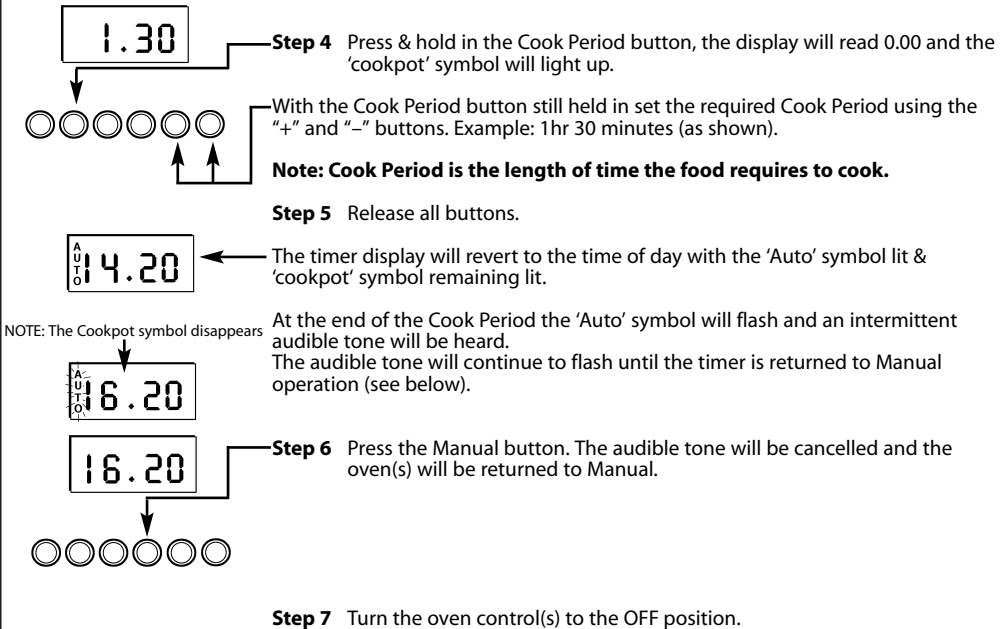 1.30
Step 4 Press & hold in the Cook Period button, the display will read 0.00 and the
‘cookpot’ symbol will light up.
With the Cook Period button still held in set the required Cook Period using the
“+” and “–” buttons. Example: 1hr 30 minutes (as shown).
Note: Cook Period is the length of time the food requires to cook.
Step 5 Release all buttons.
AUTO 14.20
The timer display will revert to the time of day with the ‘Auto’ symbol lit &
‘cookpot‘ symbol remaining lit.
NOTE: The Cookpot symbol disappears
At the end of the Cook Period the ‘Auto’ symbol will flash and an intermittent
audible tone will be heard.
The audible tone will continue to flash until the timer is returned to Manual
operation (see below).
AUTO 16.20
16.20
Step 6 Press the Manual button. The audible tone will be cancelled and the
oven(s) will be returned to Manual.
Step 7 Turn the oven control(s) to the OFF position.